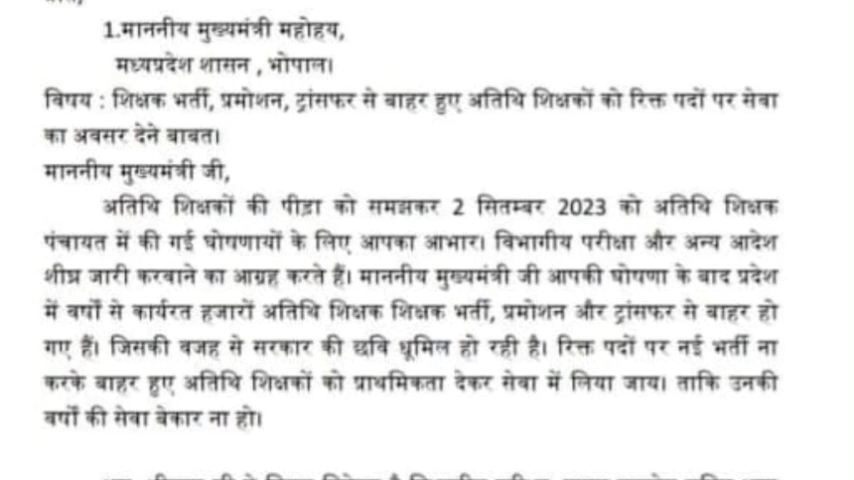 1.माननीय मुख्यमंत्री महोहय,
मध्यप्रदेश शासन , भोपाल।
विषय : शिक्षक भर्ती, प्रमोशन, ट्रांसफर से बाहर हुए अतिथि शिक्षकों को रिक्त पदों पर सेवा
का अवसर देने बाबत।
माननीय मुख्यमंत्री जी,
अतिथि शिक्षकों की पीड़ा को समझकर 2 सितम्बर 2023 को अतिथि शिक्षक
पंचायत में की गई घोषणायों के लिए आपका आभार। विभागीय परीक्षा और अन्य आदेश
शीघ्र जारी करवाने का आग्रह करते हैं। माननीय मुख्यमंत्री जी आपकी घोषणा के बाद प्रदेश
में वर्षों से कार्यरत हजारों अतिथि शिक्षक शिक्षक भर्ती, प्रमोशन और ट्रांसफर से बाहर हो
गए हैं। जिसकी वजह से सरकार की छवि धूमिल हो रही है। रिक्त पदों पर नई भर्ती ना
करके बाहर हुए अतिथि शिक्षकों को प्राथमिकता देकर सेवा में लिया जाय। ताकि उनकी
वर्षों की सेवा बेकार ना हो।